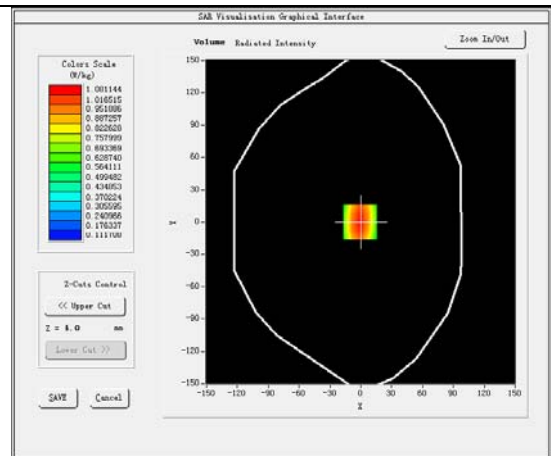 SAR Visualisation Graphical Interface
Volume Radiated Intensity
Zoom In/Out
Colors Scale
(W/kg)
1.081144
1.016515
0.951886
0.887257
0.822628
0.757999
0.693369
0.628740
0.564111
0.499482
0.434853
0.370224
0.305595
0.240966
0.176337
0.111708
Z-Cuts Control
<< Upper Cut
Z = 4.0 mm
Lower Cut >>
SAVE
Cancel
150
120
90
60
30
0
-30
-60
-90
-120
-150
Y
-150 -120 -90 -60 -30 0 30 60 90 120 150
X